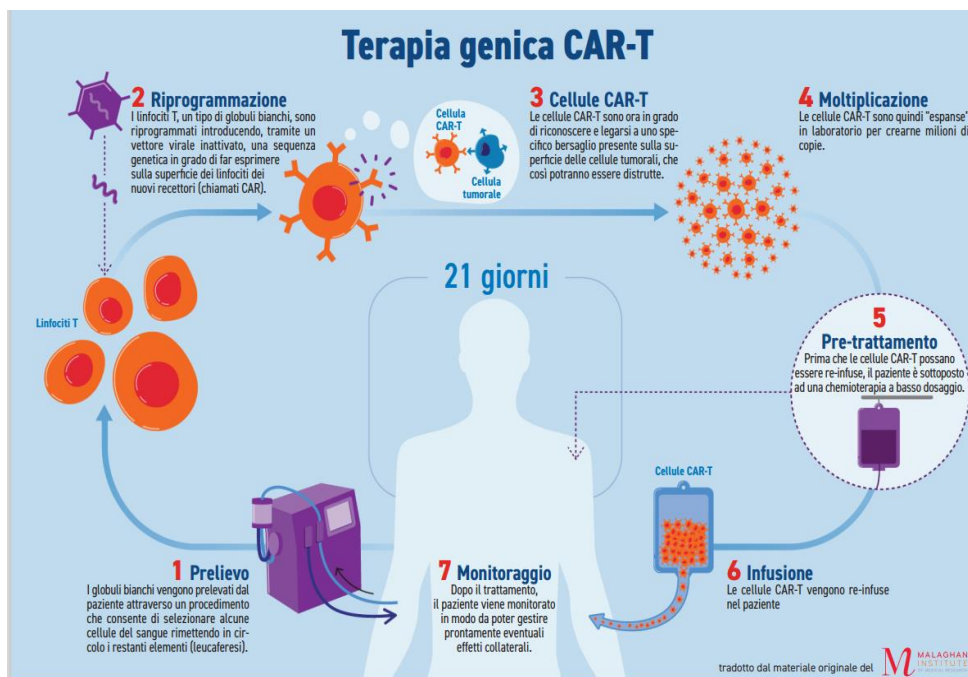 Terapia genica CAR-T
2 Riprogrammazione
I linfociti T, un tipo di globuli bianchi, sono
riprogrammati introducendo, tramite un
vettore virale inattivato, una sequenza
genetica in grado di far esprimere
sulla superficie dei linfociti dei
nuovi recettori (chiamati CAR).
Cellula
CAR-T
Cellula
tumorale
3 Cellule CAR-T
Le cellule CAR-T sono ora in grado
di riconoscere e legarsi a uno spe-
cifico bersaglio presente sulla su-
perficie delle cellule tumorali, che
così potranno essere distrutte.
4 Moltiplicazione
Le cellule CAR-T sono quindi "espanse"
in laboratorio per crearne milioni di
copie.
21 giorni
Linfociti T
5
Pre-trattamento
Prima che le cellule CAR-T possano
essere re-infuse, il paziente è sottoposto
ad una chemioterapia a basso dosaggio.
Cellule CAR-T
1 Prelievo
I globuli bianchi vengono prelevati dal
paziente attraverso un procedimento
che consente di selezionare alcune
cellule del sangue rimettendo in cir-
colo i restanti elementi (leucaferesi).
7 Monitoraggio
Dopo il trattamento,
il paziente viene monitorato
in modo da poter gestire
prontamente eventuali
effetti collaterali.
6 Infusione
Le cellule CAR-T vengono re-infuse
nel paziente
tradotto dal materiale originale del
MALAGHAN
INSTITUTE